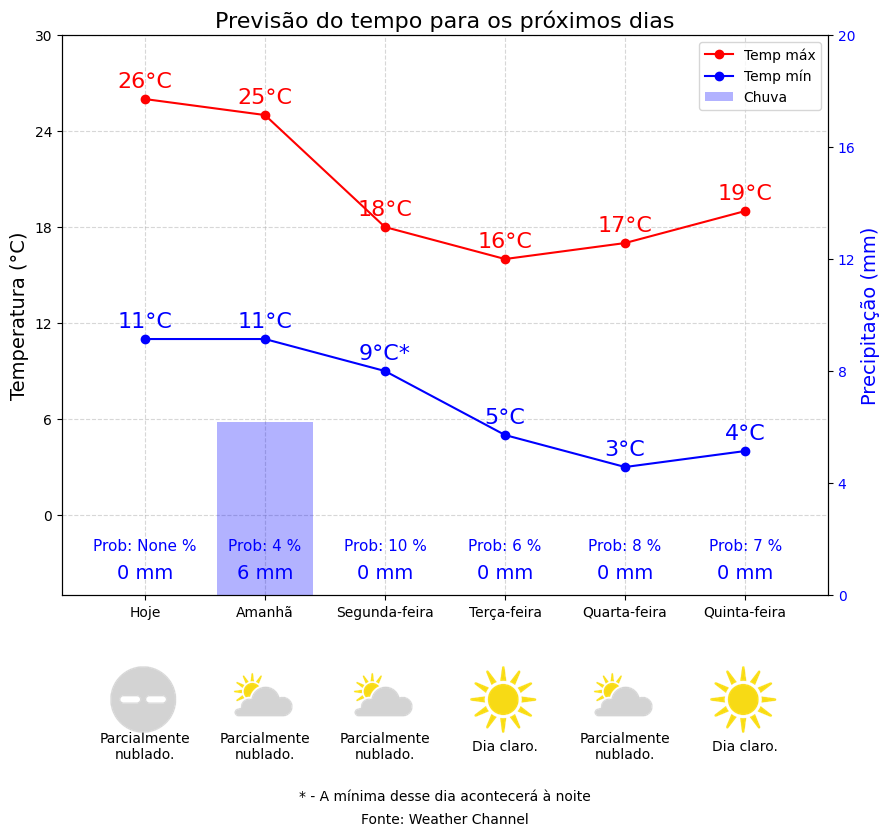 Previsão do tempo para os próximos dias
30
24
18
12
6
0
Temperatura (°C)
20
16
12
8
4
0
Precipitação (mm)
Temp máx
Temp mín
Chuva
26°C
25°C
18°C
16°C
17°C
19°C
11°C
11°C
9°C*
5°C
3°C
4°C
Prob: None %
Prob: 4 %
Prob: 10 %
Prob: 6 %
Prob: 8 %
Prob: 7 %
0 mm
6 mm
0 mm
0 mm
0 mm
0 mm
Hoje
Amanhã
Segunda-feira
Terça-feira
Quarta-feira
Quinta-feira
Parcialmente
nublado.
Parcialmente
nublado.
Parcialmente
nublado.
Dia claro.
Parcialmente
nublado.
Dia claro.
* - A mínima desse dia acontecerá à noite
Fonte: Weather Channel